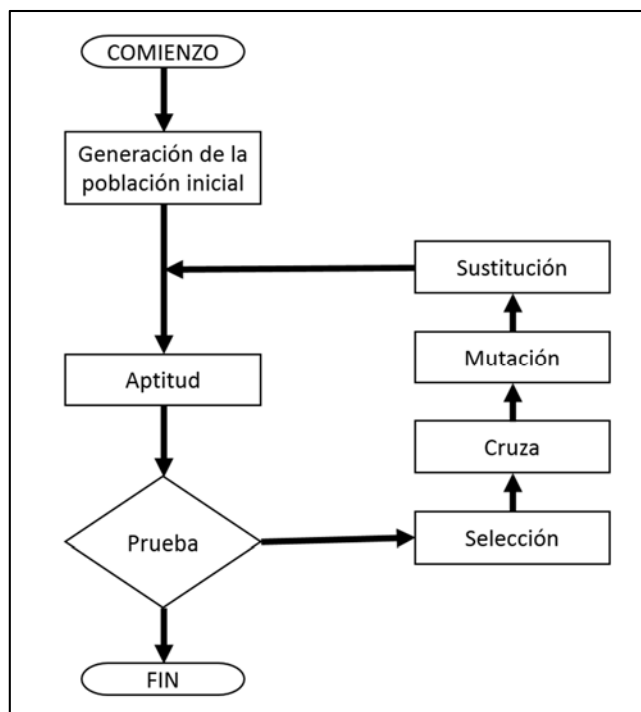 COMIENZO
Generación de la
población inicial
Aptitud
Prueba
FIN
Selección
Cruza
Mutación
Sustitución